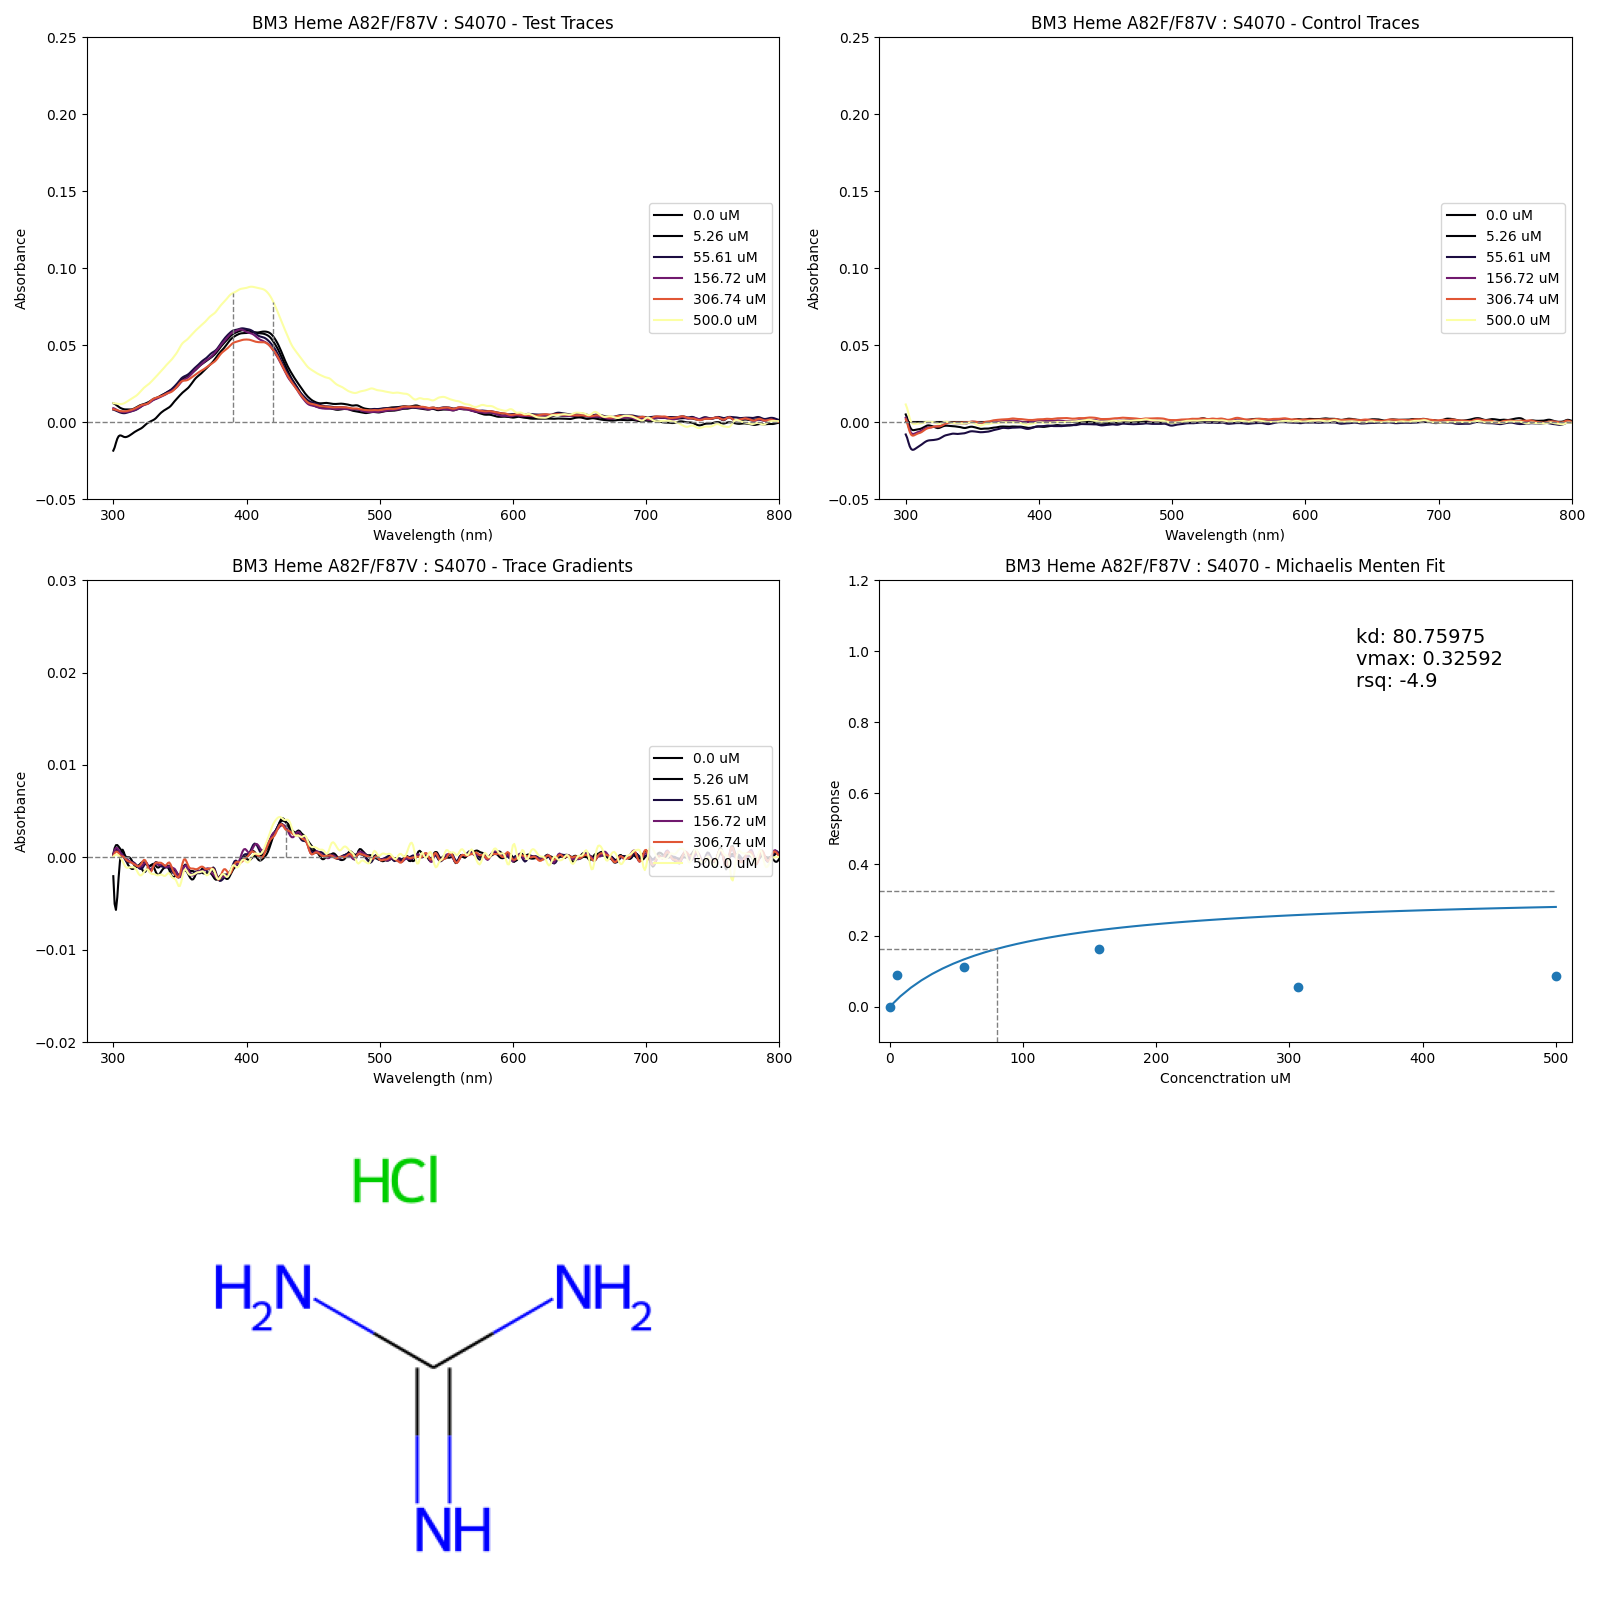 BM3 Heme A82F/F87V : S4070 - Test Traces
0.25
0.20
0.15
0.10
0.05
0.00
−0.05
Absorbance
300
400
500
600
700
800
Wavelength (nm)
0.0 uM
5.26 uM
55.61 uM
156.72 uM
306.74 uM
500.0 uM
BM3 Heme A82F/F87V : S4070 - Control Traces
0.25
0.20
0.15
0.10
0.05
0.00
−0.05
Absorbance
300
400
500
600
700
800
Wavelength (nm)
0.0 uM
5.26 uM
55.61 uM
156.72 uM
306.74 uM
500.0 uM
BM3 Heme A82F/F87V : S4070 - Trace Gradients
0.03
0.02
0.01
0.00
−0.01
−0.02
Absorbance
300
400
500
600
700
800
Wavelength (nm)
0.0 uM
5.26 uM
55.61 uM
156.72 uM
306.74 uM
500.0 uM
BM3 Heme A82F/F87V : S4070 - Michaelis Menten Fit
1.2
1.0
0.8
0.6
0.4
0.2
0.0
Response
0
100
200
300
400
500
Concenctration uM
kd: 80.75975
vmax: 0.32592
rsq: -4.9
HCl
H2N
NH2
NH